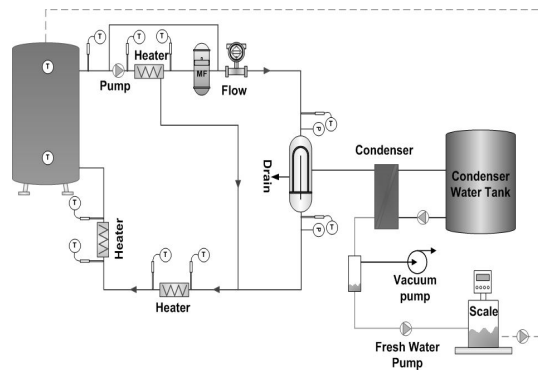 T
T
T
T
T
T
Heater
Pump
MF
Flow
T
P
Drain
Condenser
Condenser
Water Tank
T
P
T
T
Heater
T
T
Heater
Vacuum
pump
Scale
Fresh Water
Pump